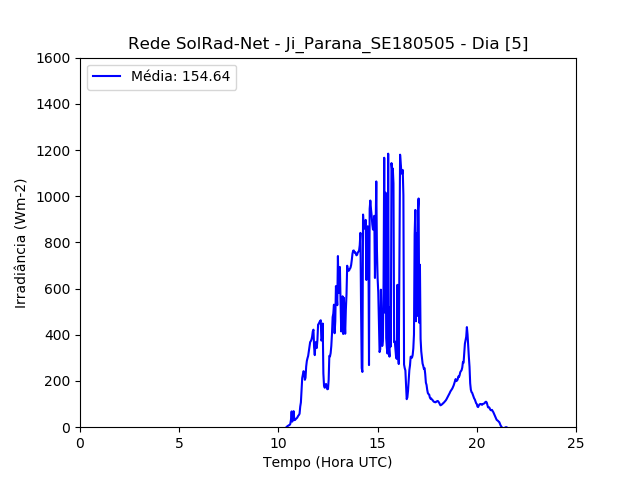 Rede SolRad-Net - Ji_Parana_SE180505 - Dia [5]
Média: 154.64
Irradiância (Wm-2)
1600
1400
1200
1000
800
600
400
200
0
0 5 10 15 20 25
Tempo (Hora UTC)